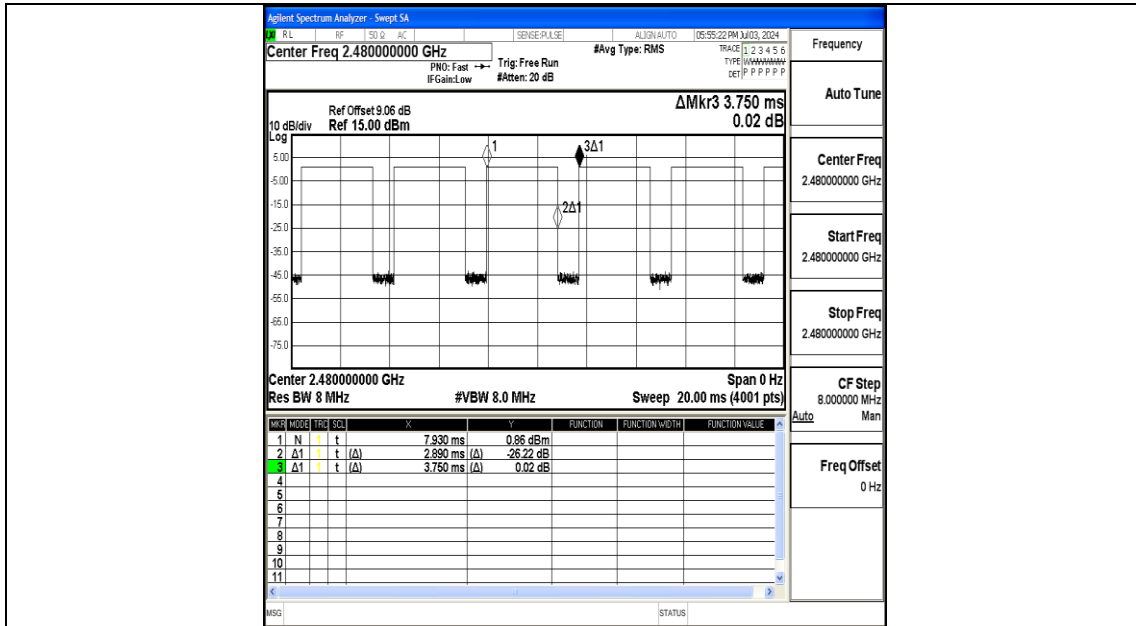 Agilent Spectrum Analyzer - Swept SA
RL RF 50 Ω AC SENSE:PULSE ALIGN AUTO 05:55:22 PM Jul 03, 2024
Center Freq 2.480000000 GHz
#Avg Type: RMS
TRACE 1 2 3 4 5 6
TYPE
DET P P P P P P
PNO: Fast
IFGain:Low
Trig: Free Run
#Atten: 20 dB
ΔMkr3 3.750 ms
0.02 dB
Ref Offset 9.06 dB
10 dB/div Ref 15.00 dBm
Log
1
3Δ1
2Δ1
5.00
-5.00
-15.0
-25.0
-35.0
-45.0
-55.0
-65.0
-75.0
Center 2.480000000 GHz Span 0 Hz
Res BW 8 MHz #VBW 8.0 MHz Sweep 20.00 ms (4001 pts)
MKR MODE TRC SCL X Y FUNCTION FUNCTION WIDTH FUNCTION VALUE
1 N 1 t 7.930 ms 0.86 dBm
2 Δ1 1 t (Δ) 2.890 ms (Δ) -26.22 dB
3 Δ1 1 t (Δ) 3.750 ms (Δ) 0.02 dB
4
5
6
7
8
9
10
11
MSG STATUS
Frequency
Auto Tune
Center Freq
2.480000000 GHz
Start Freq
2.480000000 GHz
Stop Freq
2.480000000 GHz
CF Step
8.000000 MHz
Auto Man
Freq Offset
0 Hz